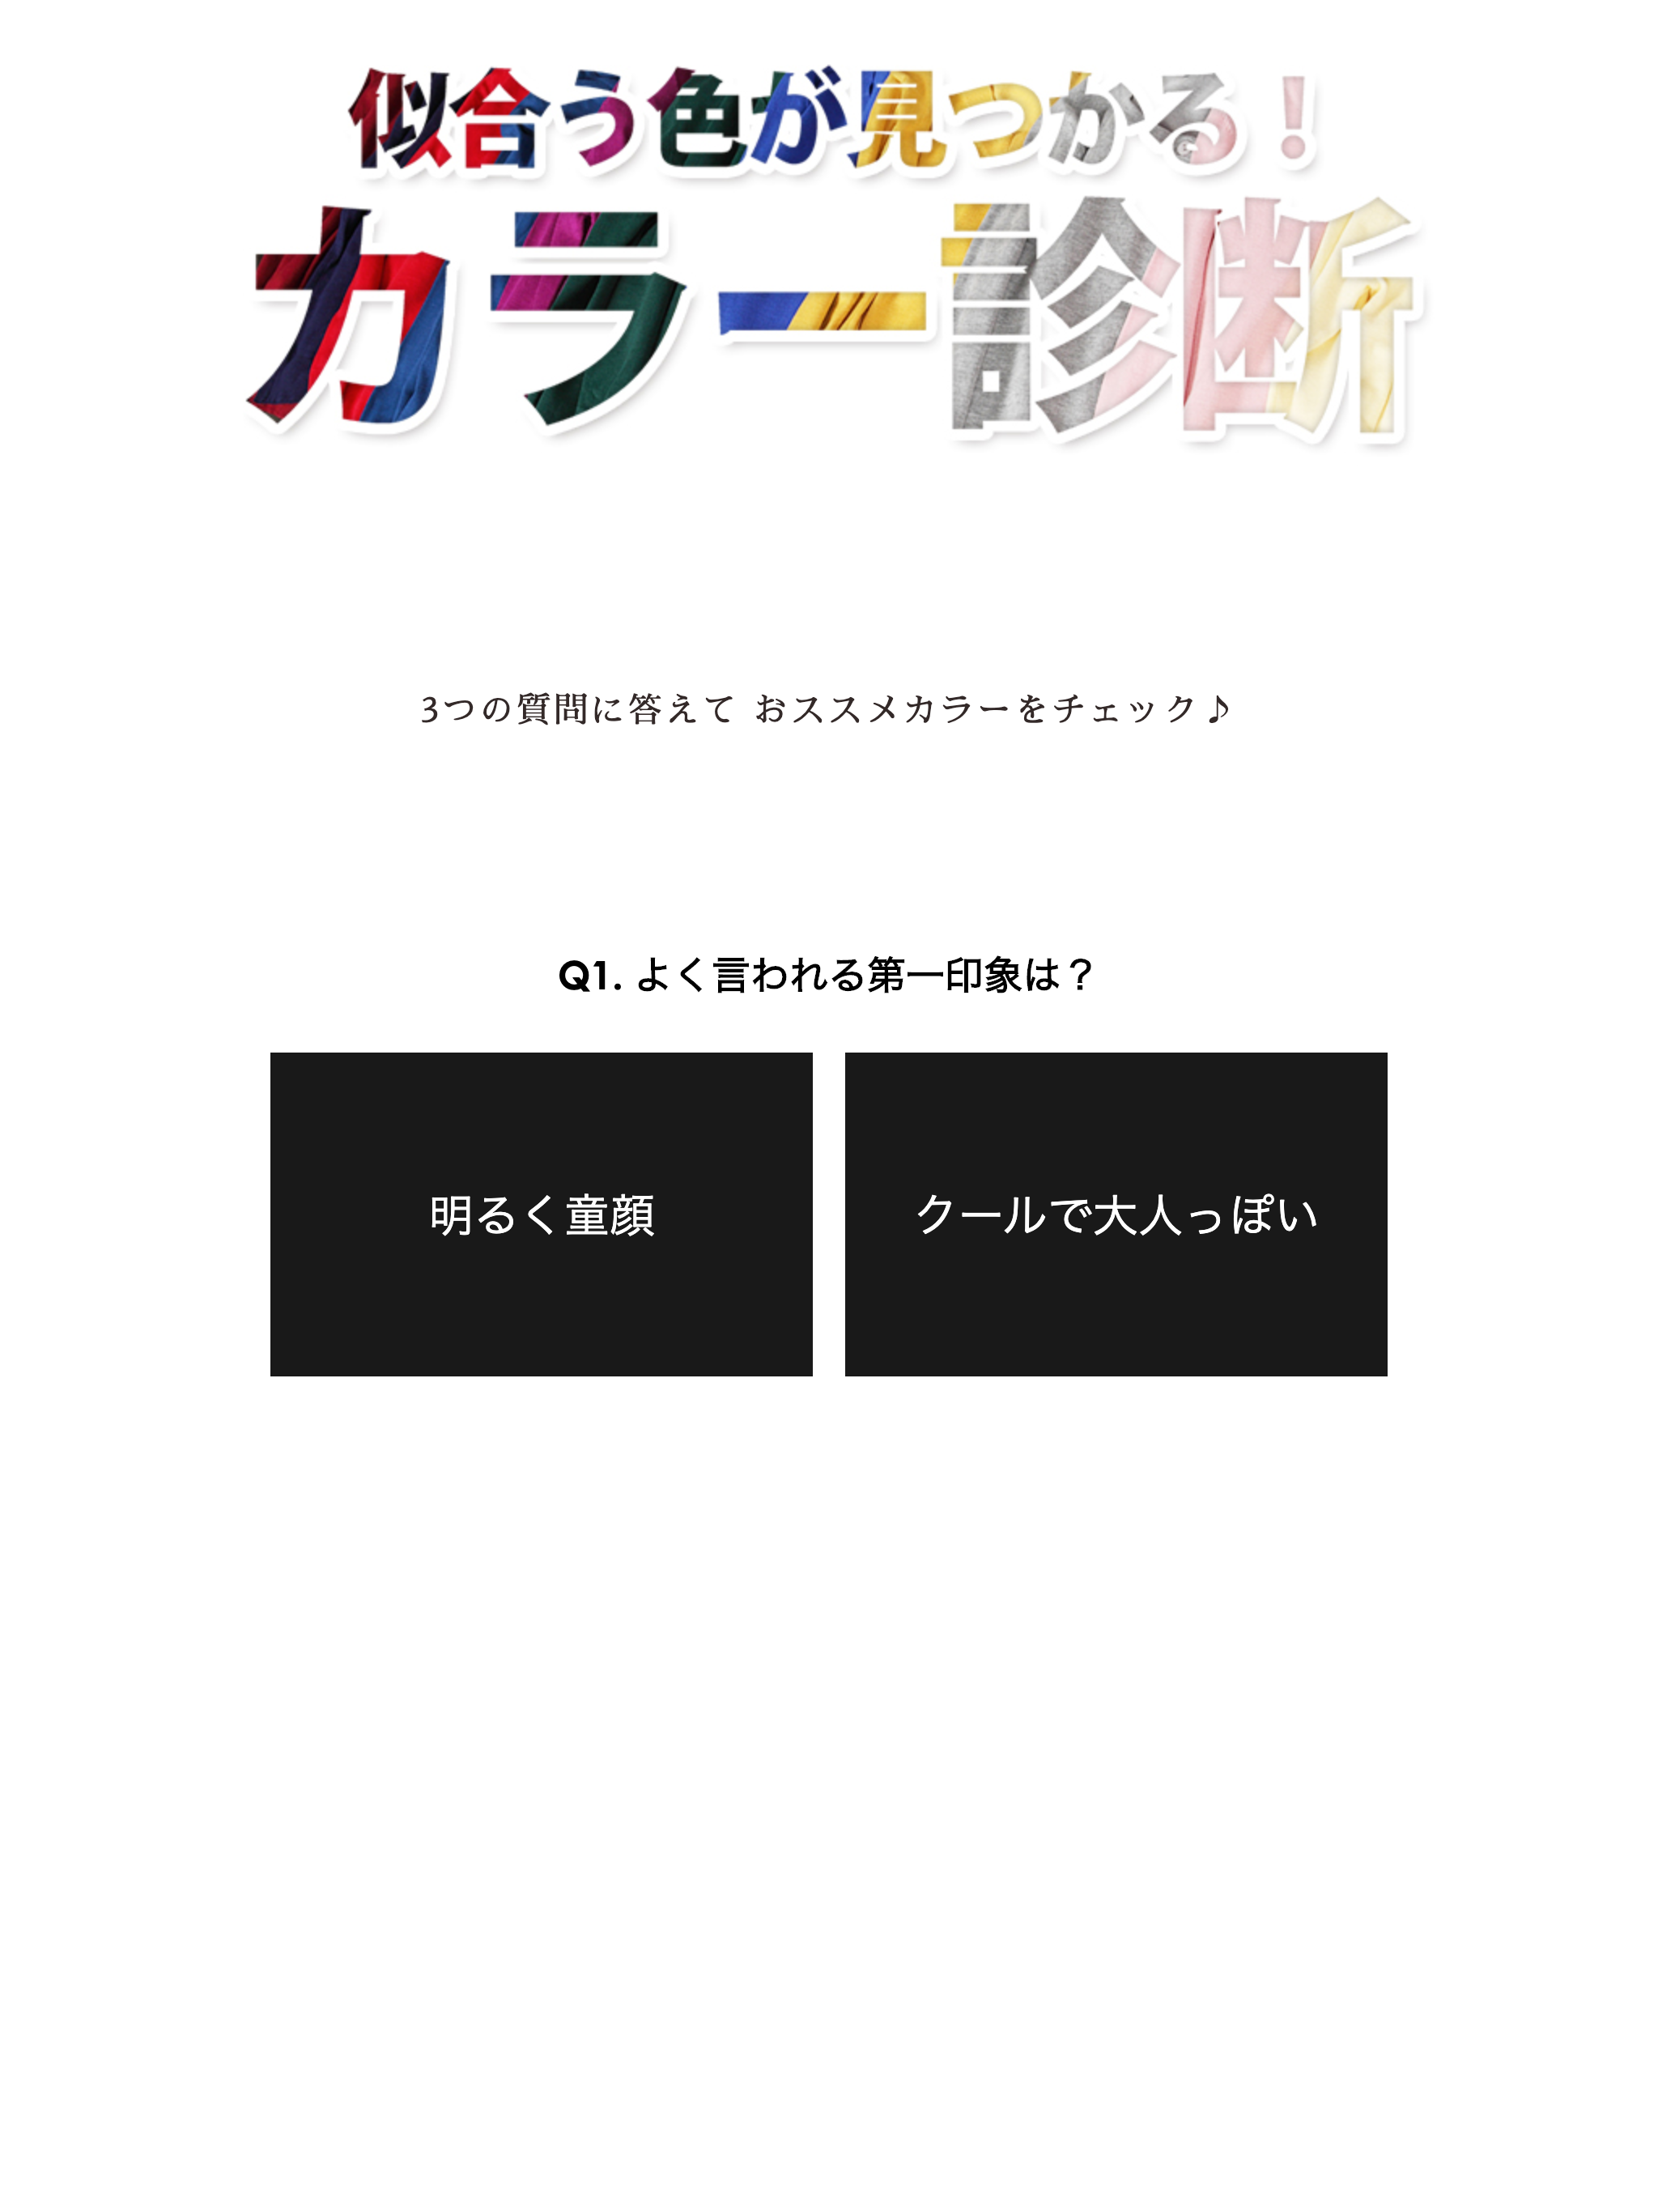 似合う色が見つかる！
カラー診断
3つの質問に答えて おススメカラーをチェック♪
Q1. よく言われる第一印象は？
明るく童顔
クールで大人っぽい